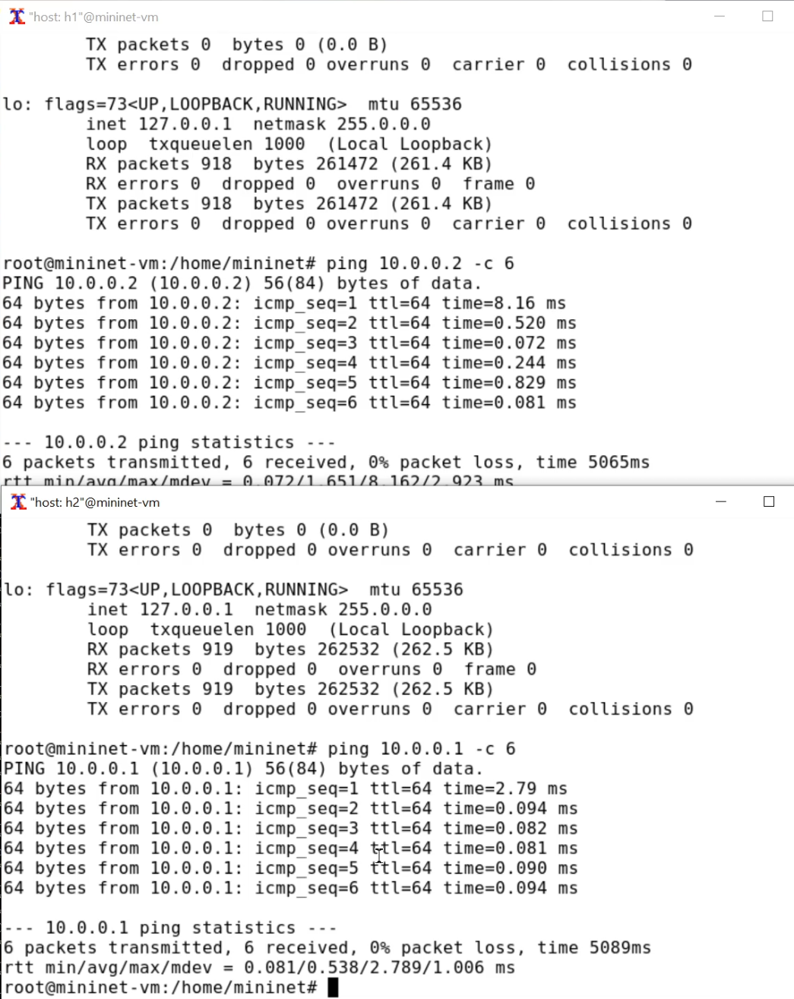 "host: h1"@mininet-vm
TX packets 0  bytes 0 (0.0 B)
TX errors 0  dropped 0 overruns 0  carrier 0  collisions 0
lo: flags=73<UP,LOOPBACK,RUNNING>  mtu 65536
inet 127.0.0.1  netmask 255.0.0.0
loop  txqueuelen 1000  (Local Loopback)
RX packets 918  bytes 261472 (261.4 KB)
RX errors 0  dropped 0  overruns 0  frame 0
TX packets 918  bytes 261472 (261.4 KB)
TX errors 0  dropped 0 overruns 0  carrier 0  collisions 0
root@mininet-vm:/home/mininet# ping 10.0.0.2 -c 6
PING 10.0.0.2 (10.0.0.2) 56(84) bytes of data.
64 bytes from 10.0.0.2: icmp_seq=1 ttl=64 time=8.16 ms
64 bytes from 10.0.0.2: icmp_seq=2 ttl=64 time=0.520 ms
64 bytes from 10.0.0.2: icmp_seq=3 ttl=64 time=0.072 ms
64 bytes from 10.0.0.2: icmp_seq=4 ttl=64 time=0.244 ms
64 bytes from 10.0.0.2: icmp_seq=5 ttl=64 time=0.829 ms
64 bytes from 10.0.0.2: icmp_seq=6 ttl=64 time=0.081 ms
--- 10.0.0.2 ping statistics ---
6 packets transmitted, 6 received, 0% packet loss, time 5065ms
rtt min/avg/max/mdev = 0.072/1.651/8.162/2.923 ms
"host: h2"@mininet-vm
TX packets 0  bytes 0 (0.0 B)
TX errors 0  dropped 0 overruns 0  carrier 0  collisions 0
lo: flags=73<UP,LOOPBACK,RUNNING>  mtu 65536
inet 127.0.0.1  netmask 255.0.0.0
loop  txqueuelen 1000  (Local Loopback)
RX packets 919  bytes 262532 (262.5 KB)
RX errors 0  dropped 0  overruns 0  frame 0
TX packets 919  bytes 262532 (262.5 KB)
TX errors 0  dropped 0 overruns 0  carrier 0  collisions 0
root@mininet-vm:/home/mininet# ping 10.0.0.1 -c 6
PING 10.0.0.1 (10.0.0.1) 56(84) bytes of data.
64 bytes from 10.0.0.1: icmp_seq=1 ttl=64 time=2.79 ms
64 bytes from 10.0.0.1: icmp_seq=2 ttl=64 time=0.094 ms
64 bytes from 10.0.0.1: icmp_seq=3 ttl=64 time=0.082 ms
64 bytes from 10.0.0.1: icmp_seq=4 ttl=64 time=0.081 ms
64 bytes from 10.0.0.1: icmp_seq=5 ttl=64 time=0.090 ms
64 bytes from 10.0.0.1: icmp_seq=6 ttl=64 time=0.094 ms
--- 10.0.0.1 ping statistics ---
6 packets transmitted, 6 received, 0% packet loss, time 5089ms
rtt min/avg/max/mdev = 0.081/0.538/2.789/1.006 ms
root@mininet-vm:/home/mininet#